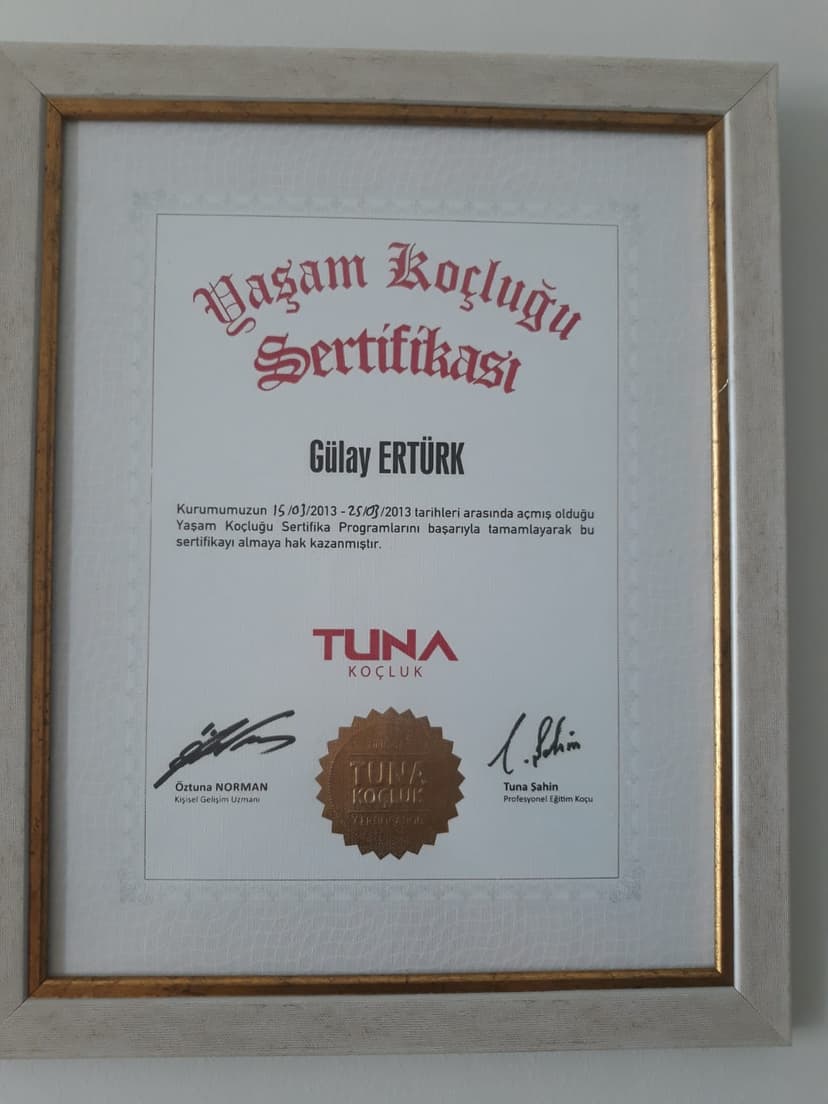 Yaşam Koçluğu
Sertifikası
Gülay ERTÜRK
Kurumumuzun 15/03/2013 - 25/03/2013 tarihleri arasında açmış olduğu
Yaşam Koçluğu Sertifika Programlarını başarıyla tamamlayarak bu
sertifikayı almaya hak kazanmıştır.
TUNA
KOÇLUK
Öztuna NORMAN
Kişisel Gelişim Uzmanı
TUNA
KOÇLUK
T. Şahin
Tuna Şahin
Profesyonel Eğitim Koçu